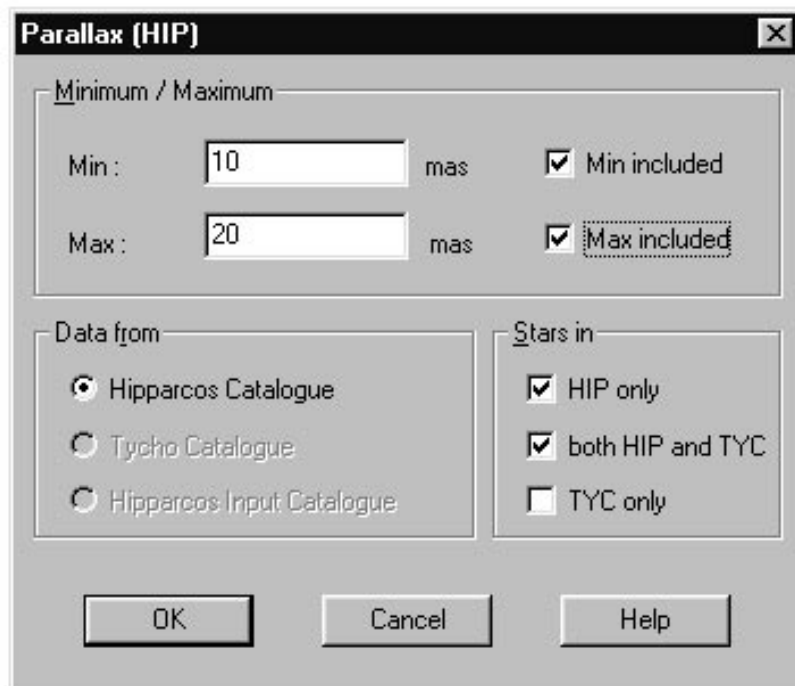 Parallax (HIP)
Minimum / Maximum
Min : 10 mas Min included
Max : 20 mas Max included
Data from
Hipparcos Catalogue
Tycho Catalogue
Hipparcos Input Catalogue
Stars in
HIP only
both HIP and TYC
TYC only
OK Cancel Help